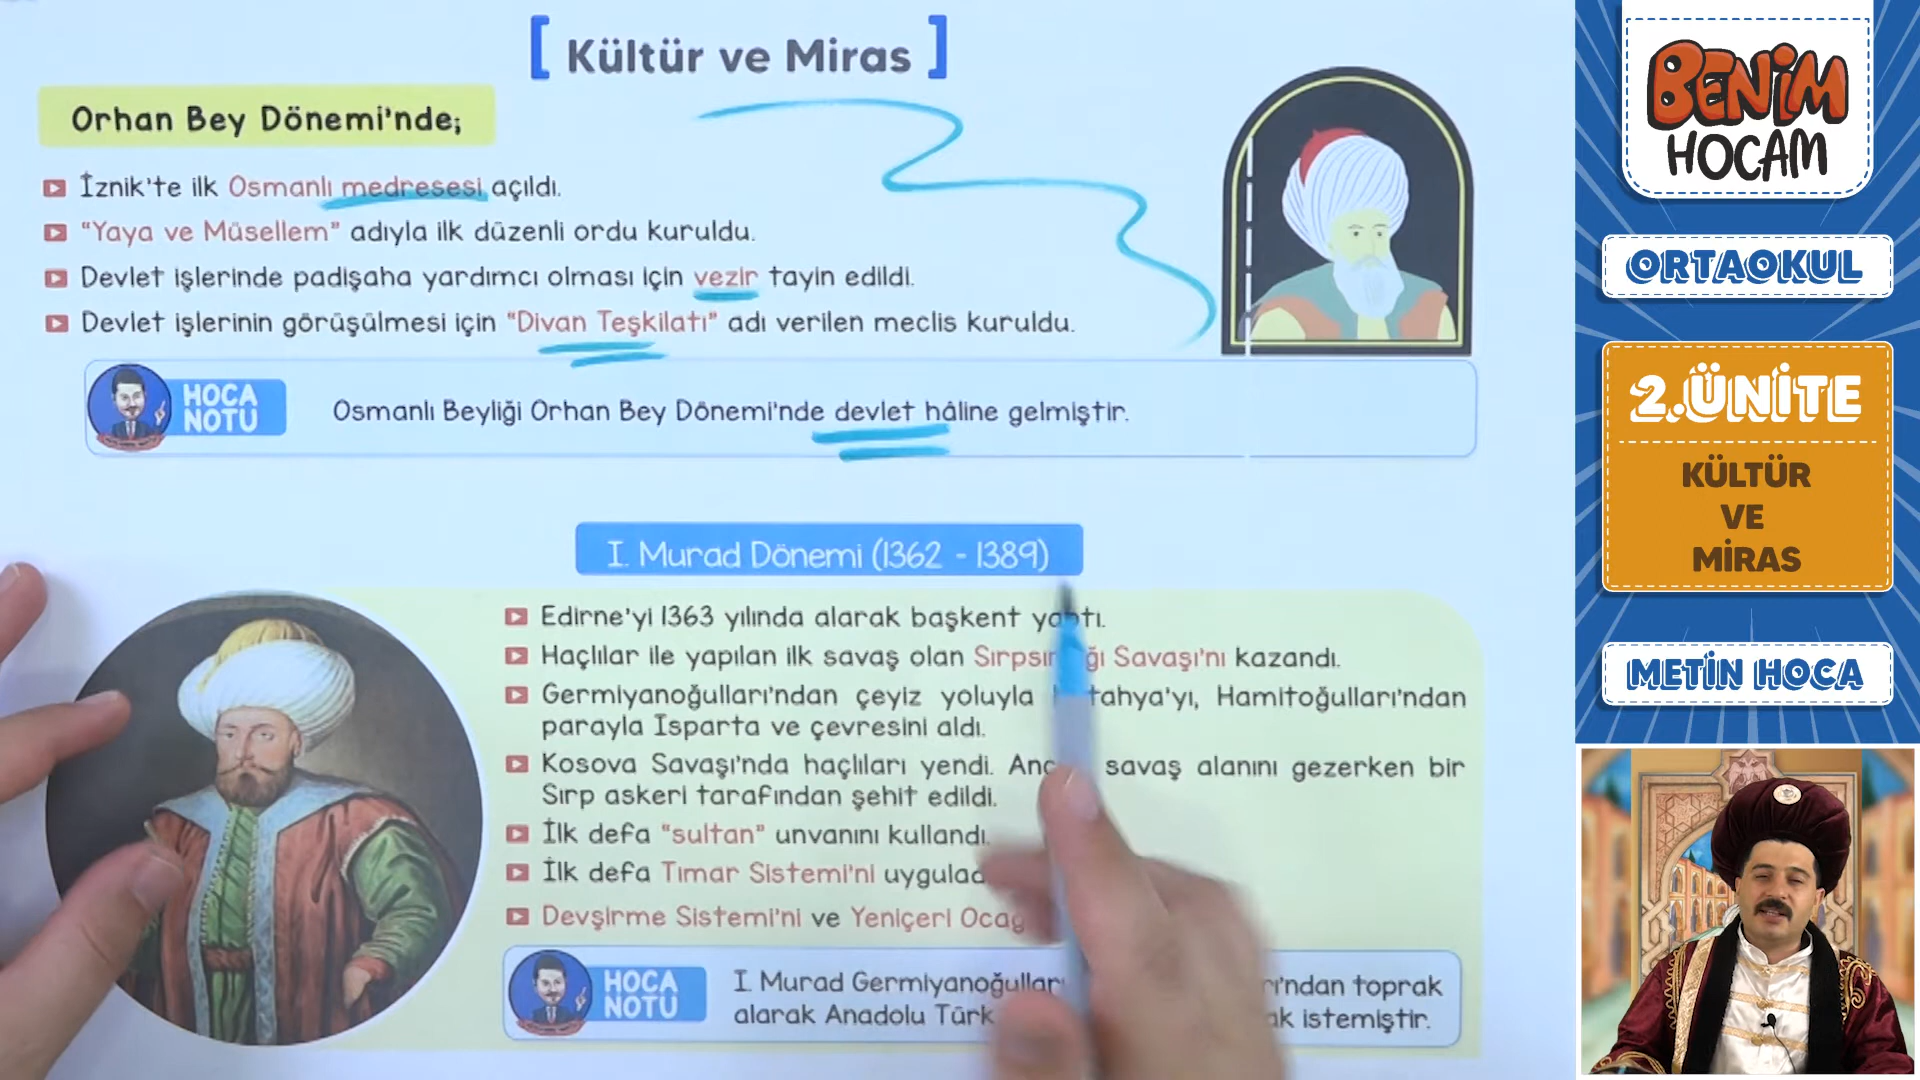 [ Kültür ve Miras ]
Orhan Bey Dönemi'nde;
İznik'te ilk Osmanlı medresesi açıldı.
“Yaya ve Müsellem” adıyla ilk düzenli ordu kuruldu.
Devlet işlerinde padişaha yardımcı olması için vezir tayin edildi.
Devlet işlerinin görüşülmesi için “Divan Teşkilatı” adı verilen meclis kuruldu.
HOCA
NOTU
Osmanlı Beyliği Orhan Bey Dönemi'nde devlet hâline gelmiştir.
I. Murad Dönemi (1362 - 1389)
Edirne'yi 1363 yılında alarak başkent
Haçlılar ile yapılan ilk savaş olan Savaşı'nı kazandı.
Germiyanoğulları'ndan çeyiz yoluyla Hamitoğulları'ndan
parayla Isparta ve çevresini aldı.
Kosova Savaşı'nda haçlıları yendi. savaş alanını gezerken bir
Sırp askeri tarafından şehit edildi.
İlk defa “sultan” unvanını kullandı.
İlk defa Tımar Sistemi'ni
Devşirme Sistemi'ni ve Yeniçeri
HOCA
NOTU
I. Murad toprak
alarak Anadolu Türk istemiştir.
BENİM
HOCAM
ORTAOKUL
2.ÜNİTE
KÜLTÜR
VE
MİRAS
METİN HOCA